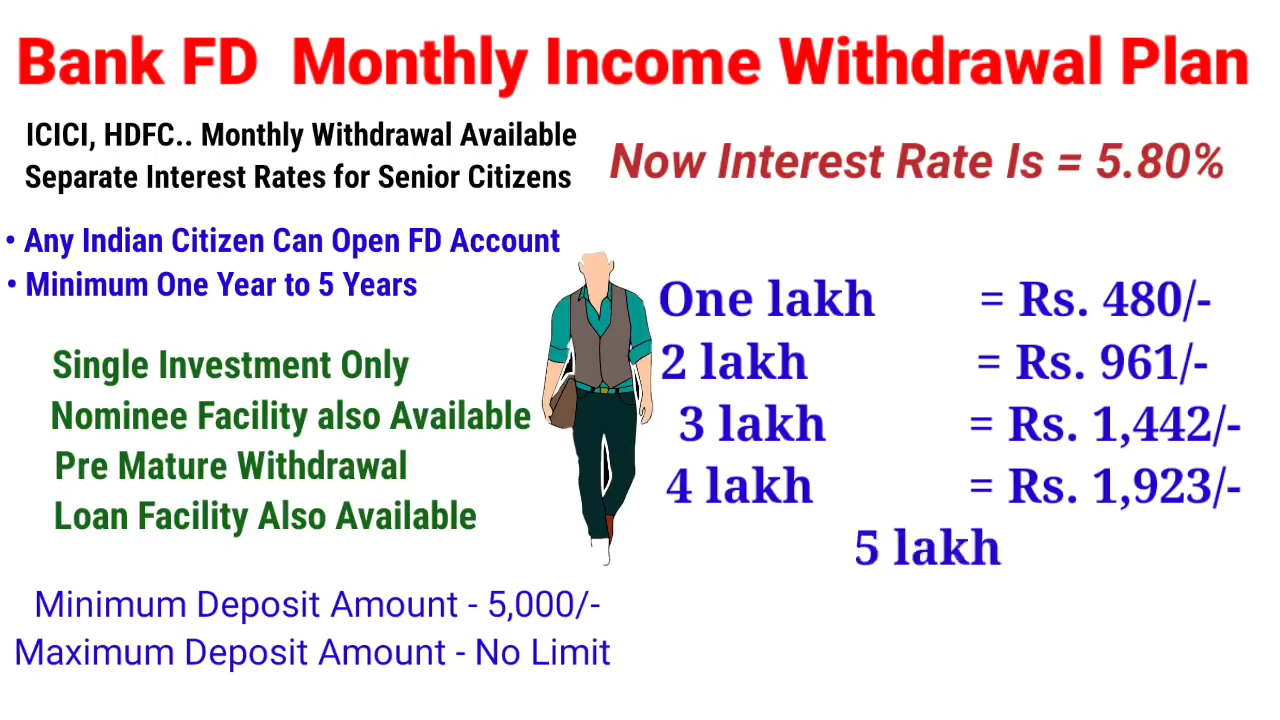 Bank FD Monthly Income Withdrawal Plan
ICICI, HDFC.. Monthly Withdrawal Available
Separate Interest Rates for Senior Citizens
Now Interest Rate Is = 5.80%
• Any Indian Citizen Can Open FD Account
• Minimum One Year to 5 Years
Single Investment Only
Nominee Facility also Available
Pre Mature Withdrawal
Loan Facility Also Available
One lakh = Rs. 480/-
2 lakh = Rs. 961/-
3 lakh = Rs. 1,442/-
4 lakh = Rs. 1,923/-
5 lakh
Minimum Deposit Amount - 5,000/-
Maximum Deposit Amount - No Limit